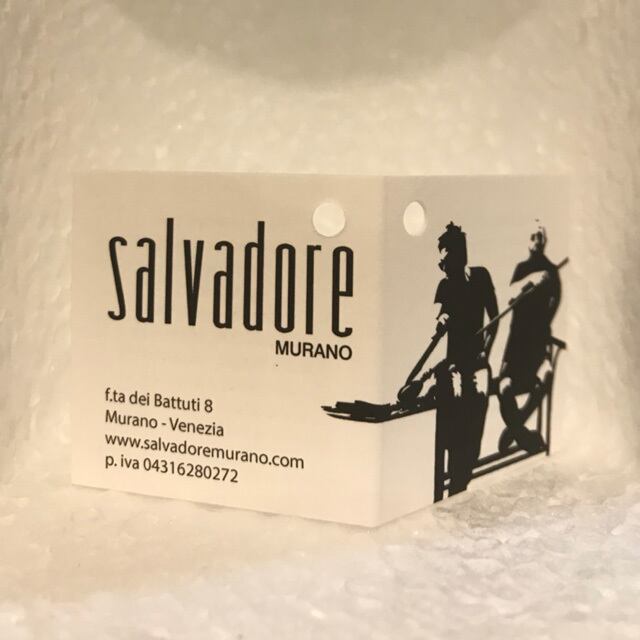 salvadore
MURANO
f.ta dei Battuti 8
Murano - Venezia
www.salvadoremurano.com
p. iva 04316280272